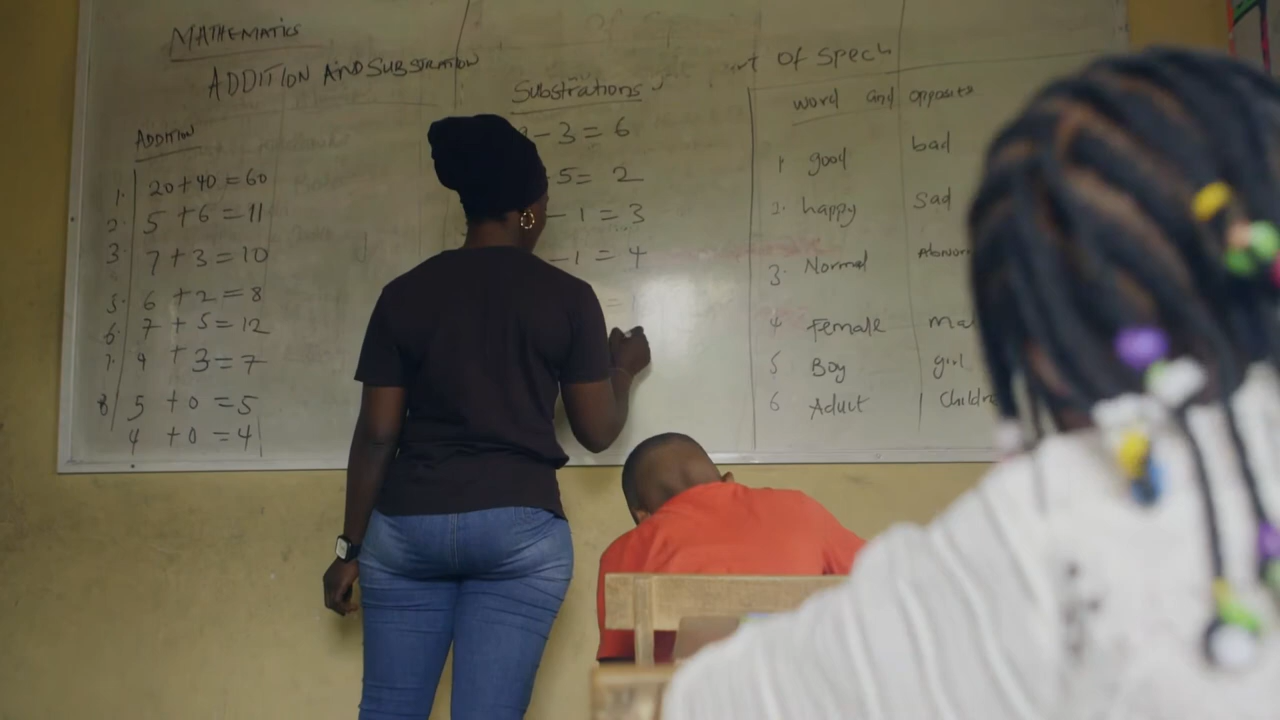 MATHEMATICS
ADDITION AND SUBSTRATION
ADDITION
1. 20+40=60
2. 5+6=11
3. 7+3=10
5. 6+2=8
6. 7+5=12
7. 4+3=7
8 5+0=5
4+0=4
Substrations
- 3 = 6
5= 2
- 1 = 3
-1 = 4
OF Spech
word and opposits
1 good bad
2. happy sad
3. Normal
4 Female
5 Boy girl
6 Aduct